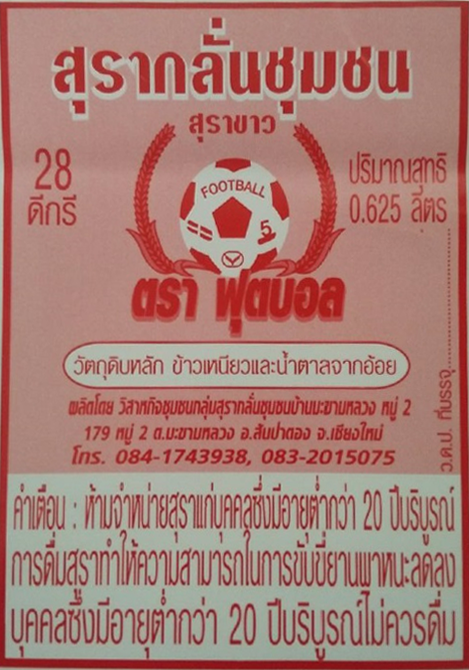 สุรากลั่นชุมชน
สุราขาว
28
ดีกรี
ปริมาณสุทธิ
0.625 ลิตร
FOOTBALL
5
ตรา ฟุตบอล
วัตถุดิบหลัก ข้าวเหนียวและน้ำตาลจากอ้อย
ผลิตโดย วิสาหกิจชุมชนกลุ่มสุรากลั่นชุมชนบ้านมะขามหลวง หมู่ 2
179 หมู่ 2 ต.มะขามหลวง อ.สันป่าตอง จ.เชียงใหม่
โทร. 084-1743938, 083-2015075
ว.ด.ป. ที่บรรจุ
คำเตือน : ห้ามจำหน่ายสุราแก่บุคคลซึ่งมีอายุต่ำกว่า 20 ปีบริบูรณ์
การดื่มสุราทำให้ความสามารถในการขับขี่ยานพาหนะลดลง
บุคคลซึ่งมีอายุต่ำกว่า 20 ปีบริบูรณ์ไม่ควรดื่ม